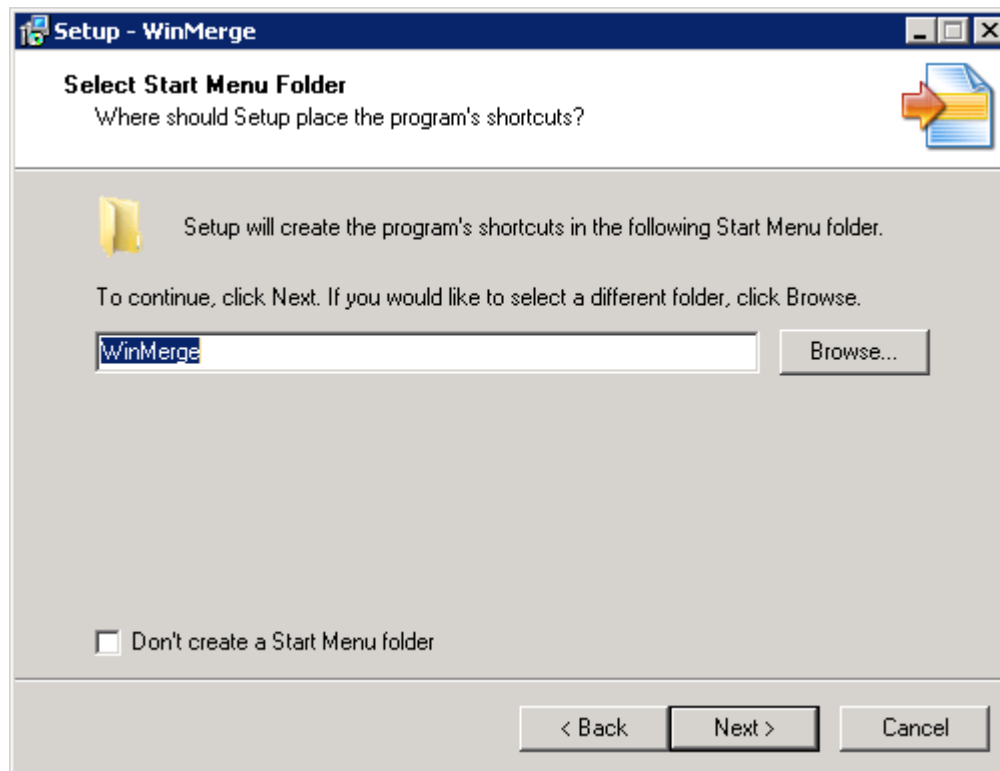 Setup - WinMerge
Select Start Menu Folder
Where should Setup place the program's shortcuts?
Setup will create the program's shortcuts in the following Start Menu folder.
To continue, click Next. If you would like to select a different folder, click Browse.
WinMerge
Browse...
Don't create a Start Menu folder
< Back
Next >
Cancel